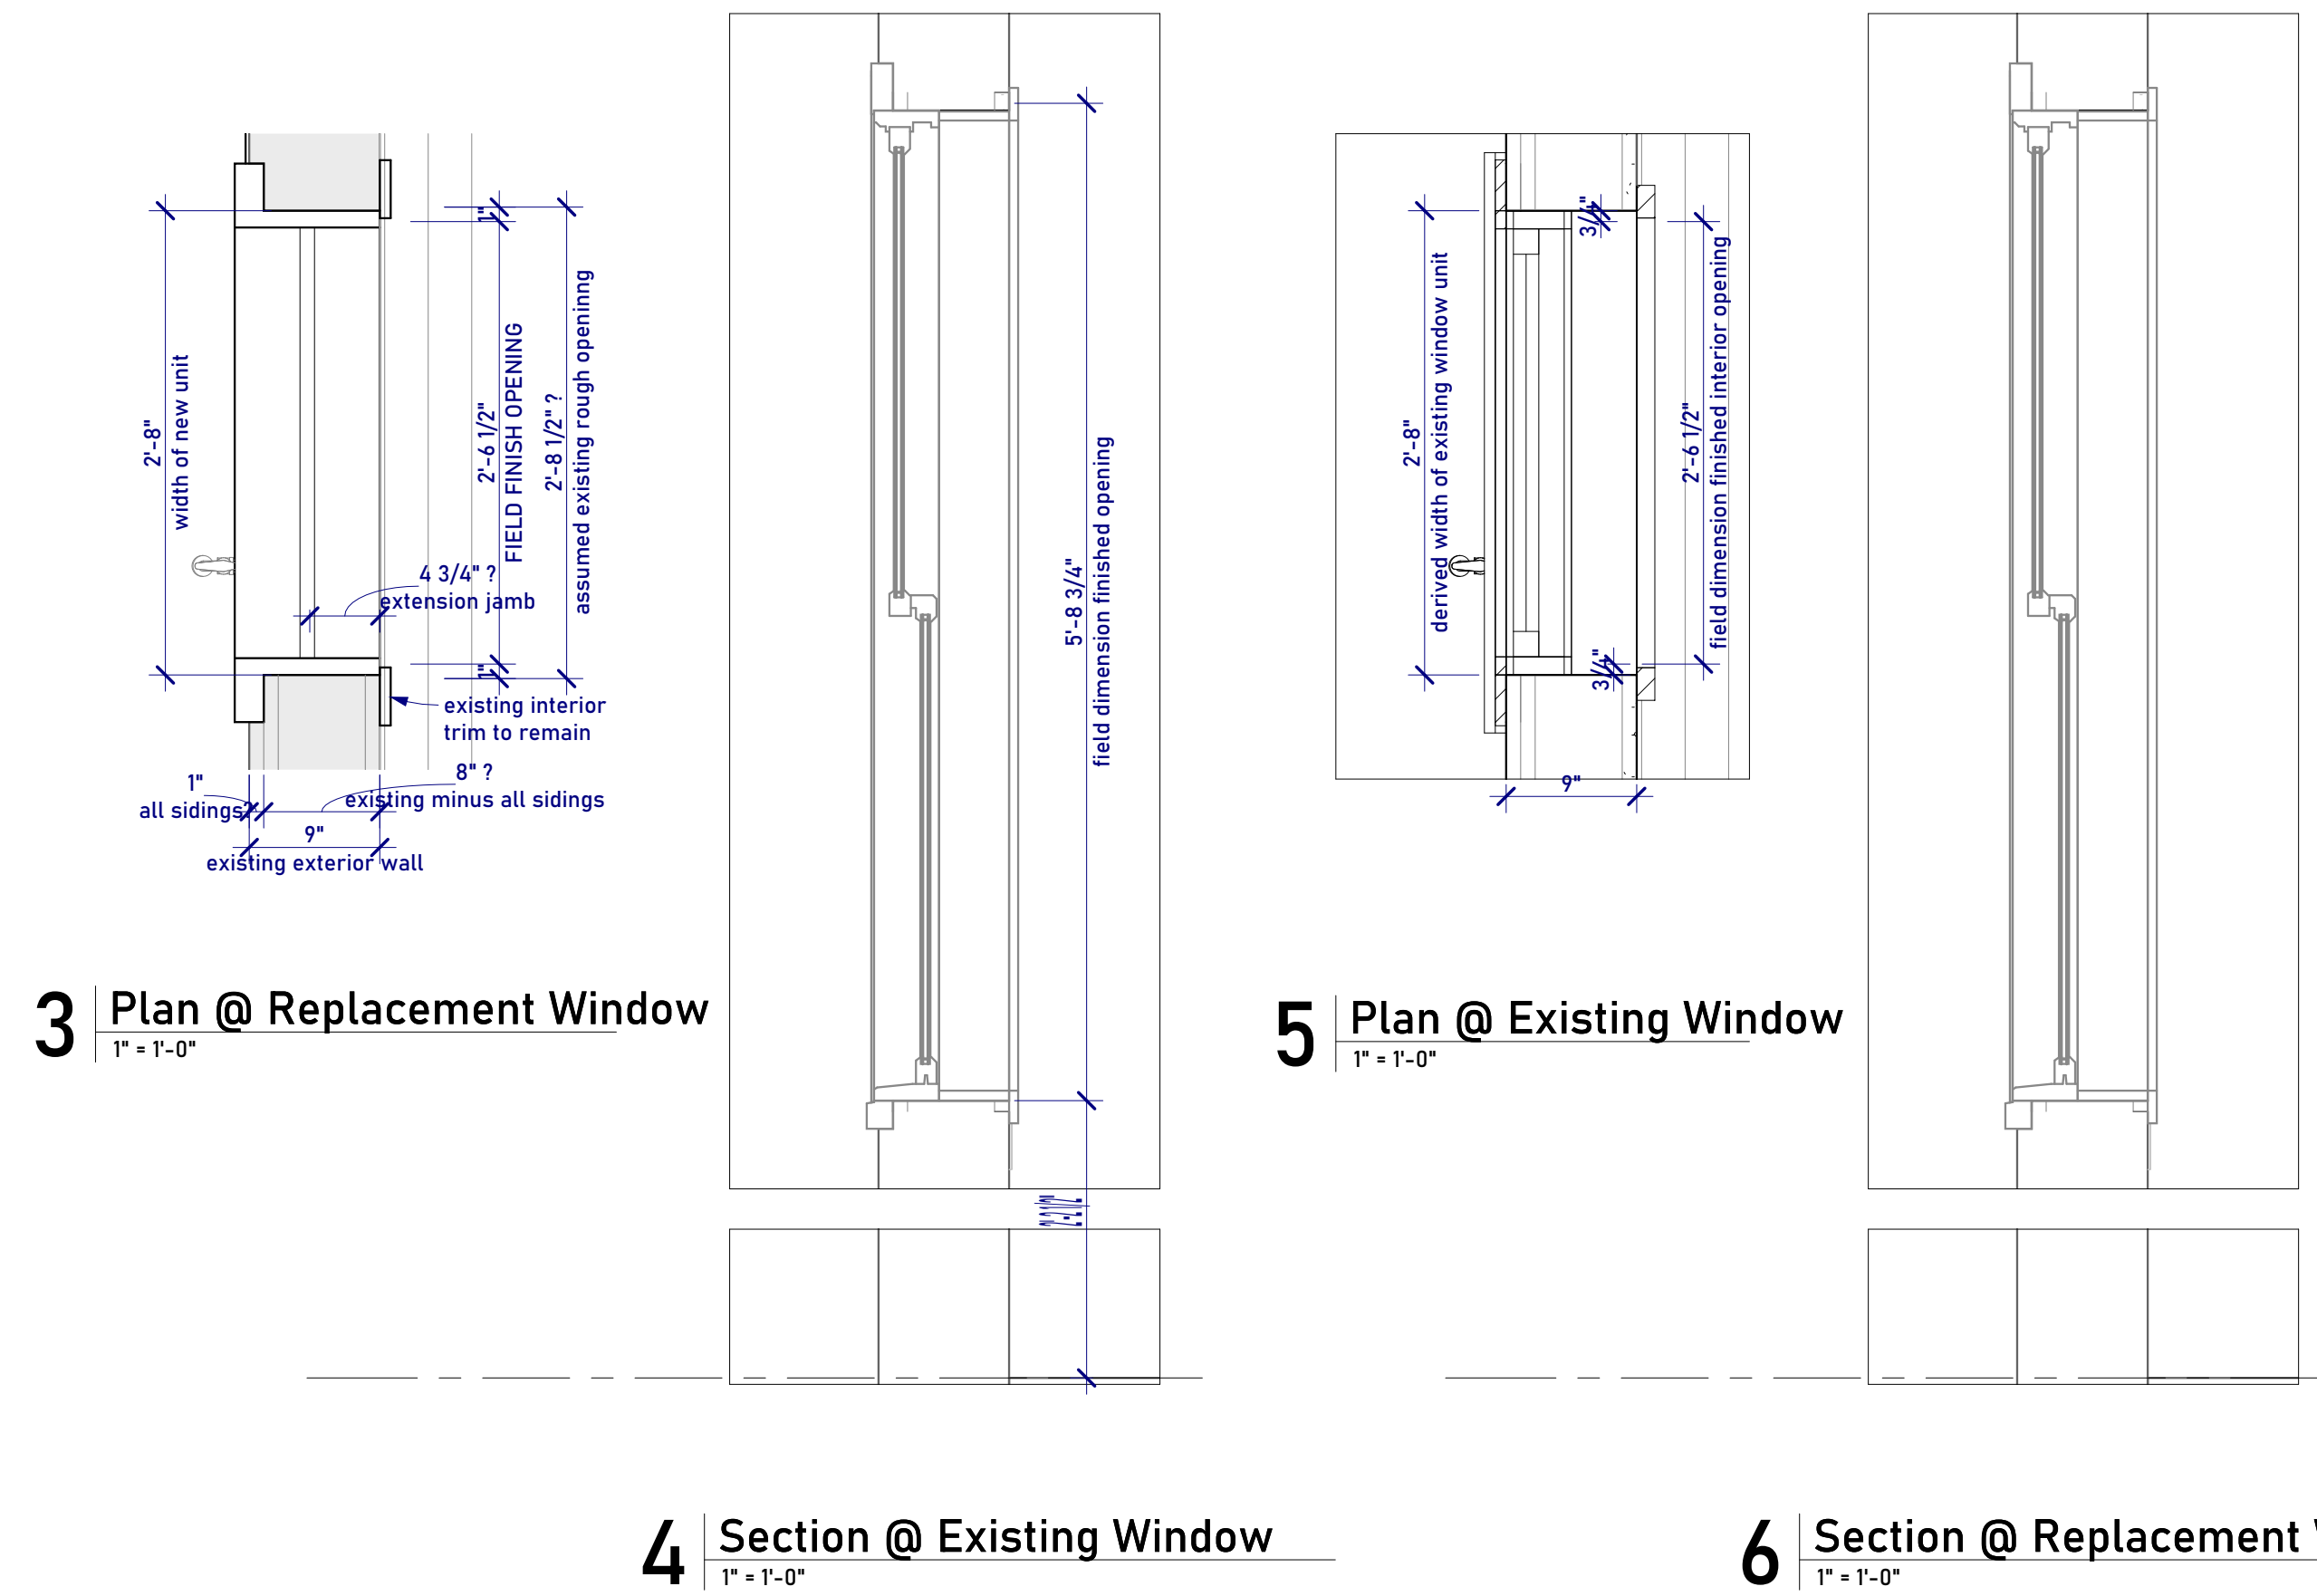 2'-8"
width of new unit
1"
2'-6 1/2"
FIELD FINISH OPENING
2'-8 1/2" ?
assumed existing rough openinng
4 3/4" ?
extension jamb
1"
existing interior
trim to remain
1"
all sidings?
8" ?
existing minus all sidings
9"
existing exterior wall
3
Plan @ Replacement Window
1" = 1'-0"
5'-8 3/4"
field dimension finished opening
4
Section @ Existing Window
1" = 1'-0"
2'-8"
derived width of existing window unit
3/4"
2'-6 1/2"
field dimension finished interior opening
3/4"
9"
5
Plan @ Existing Window
1" = 1'-0"
6
Section @ Replacement
1" = 1'-0"